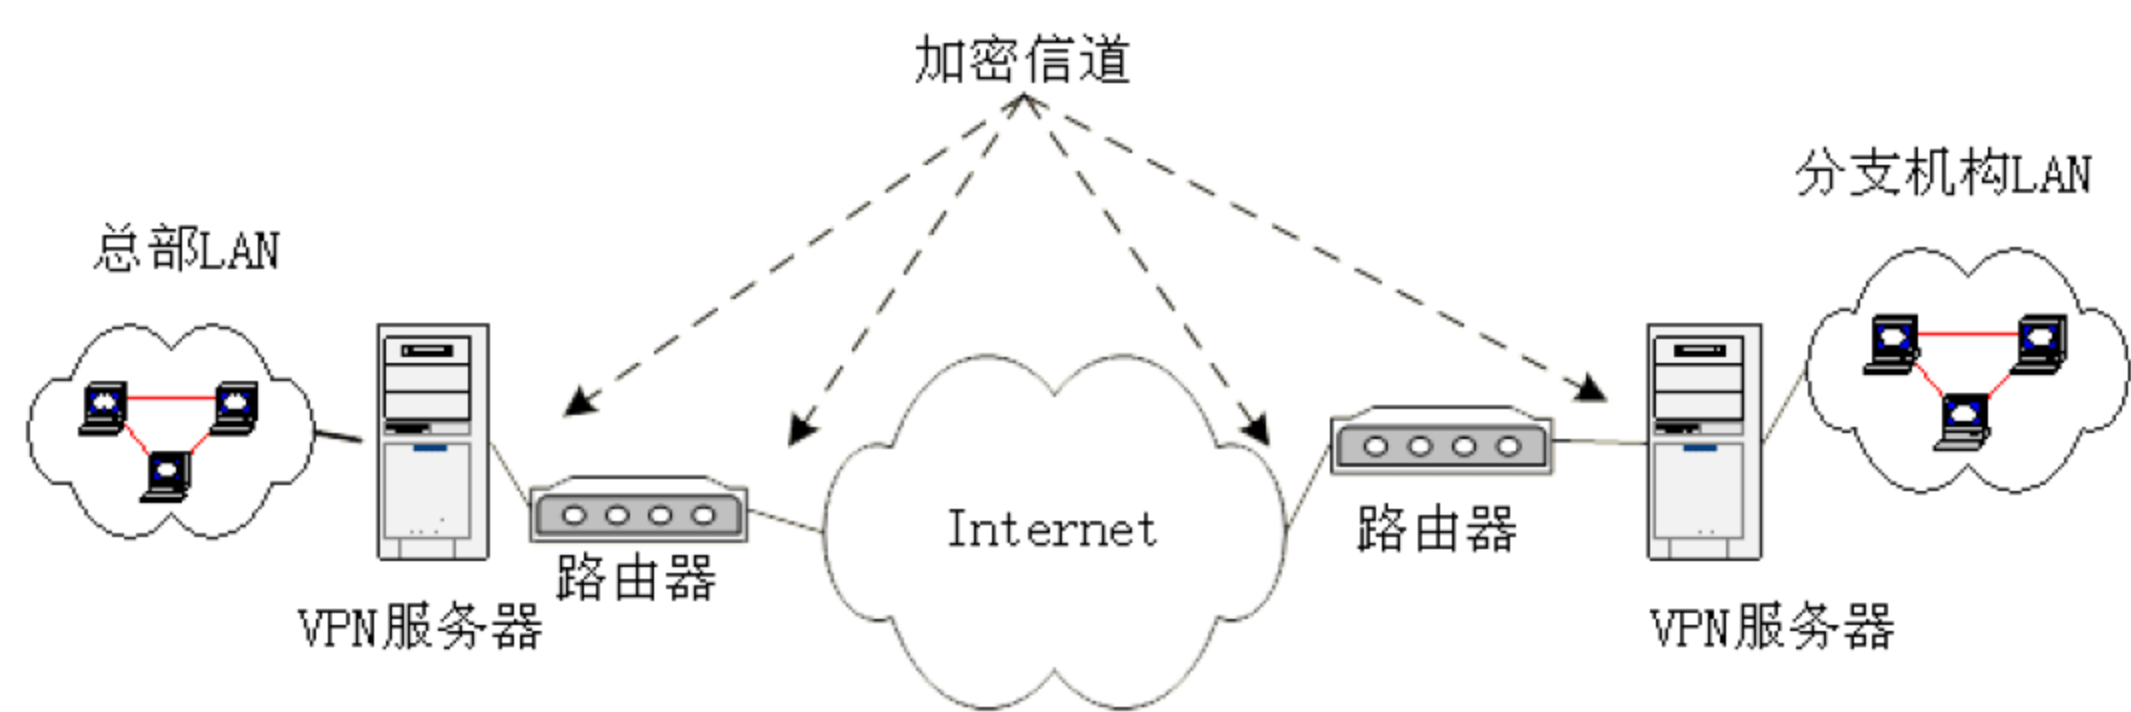 加密信道
分支机构LAN
总部LAN
Internet
路由器
路由器
VPN服务器
VPN服务器